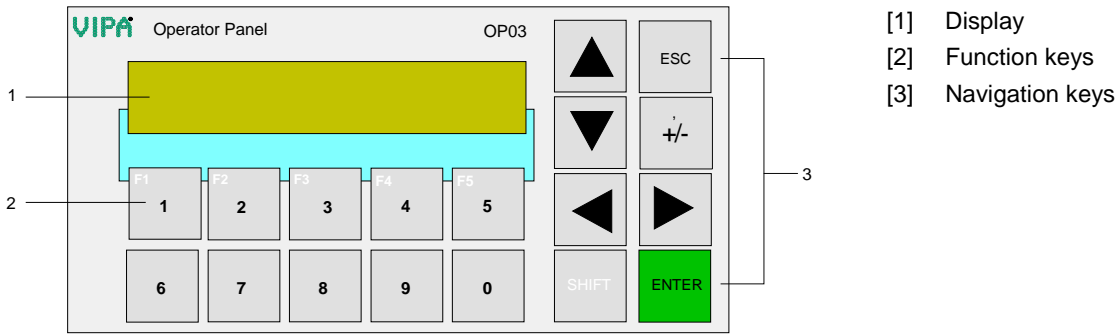 VIPA Operator Panel OP03
ESC
[1] Display
[2] Function keys
[3] Navigation keys
1
, +/-
F1 F2 F3 F4 F5
1 2 3 4 5
2
3
6 7 8 9 0
SHIFT ENTER